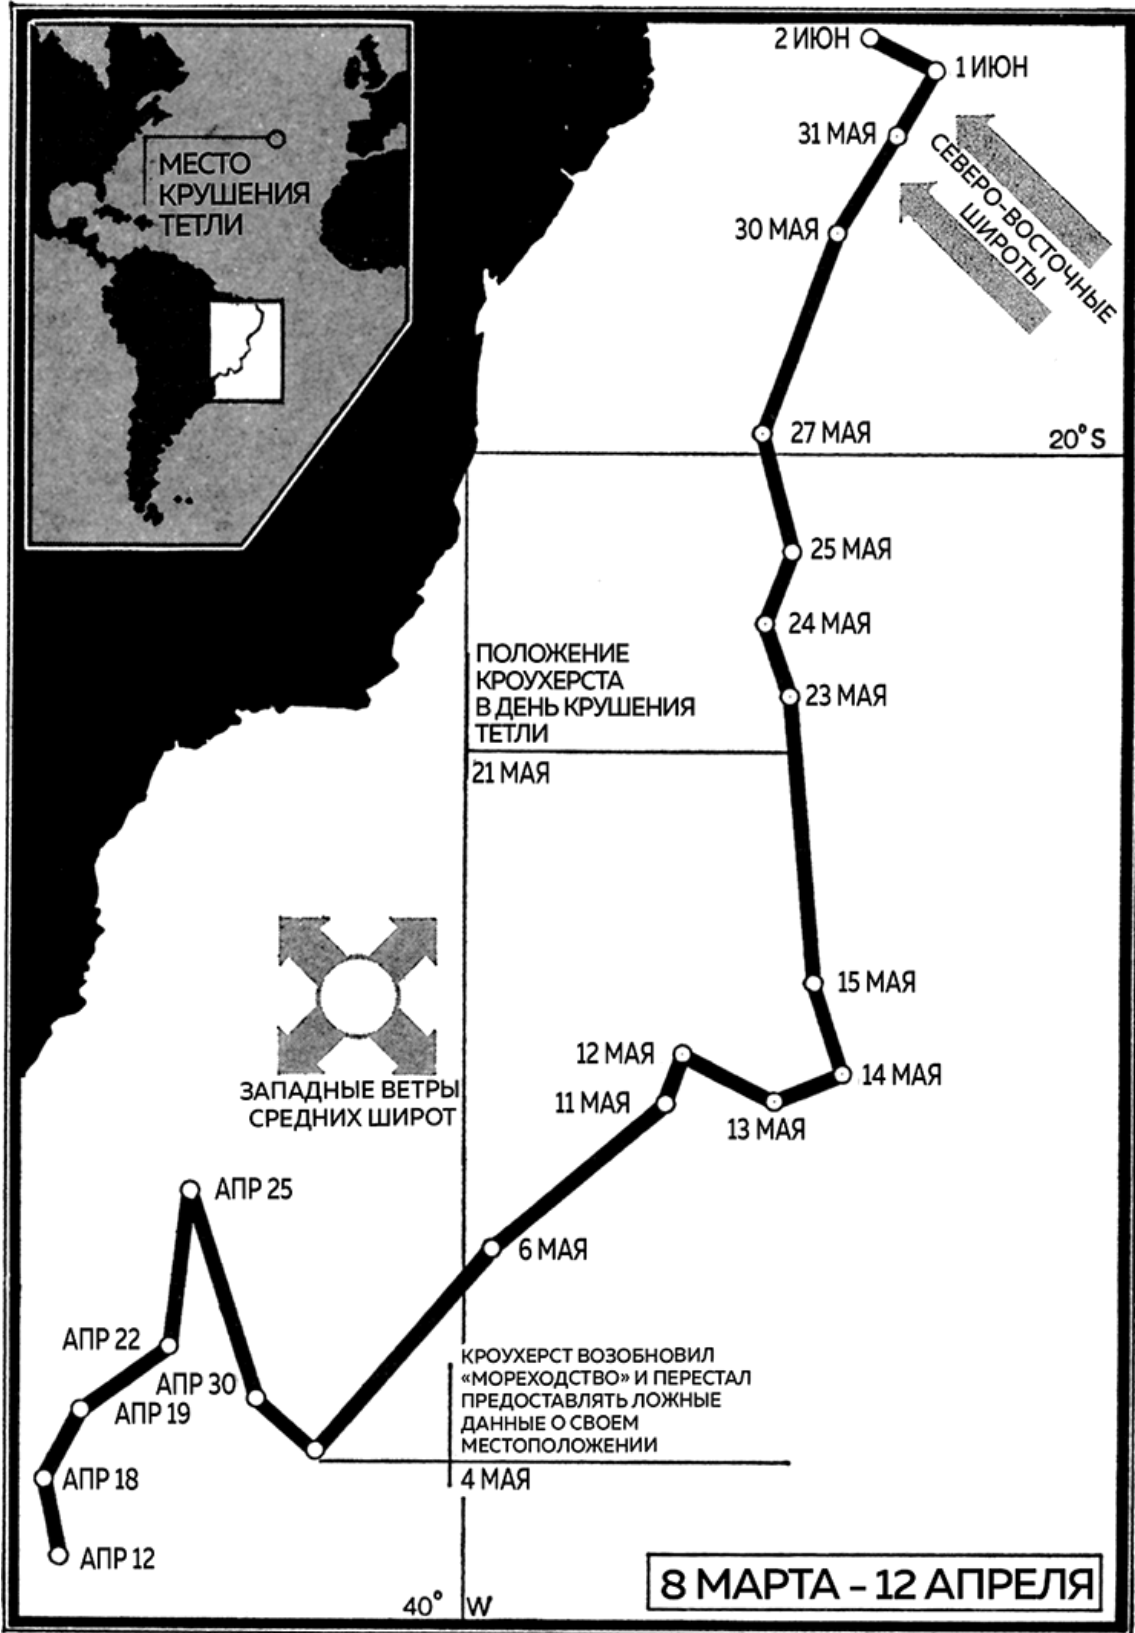 2 ИЮН
1 ИЮН
31 МАЯ
МЕСТО
КРУШЕНИЯ
ТЕТЛИ
СЕВЕРО-ВОСТОЧНЫЕ
ШИРОТЫ
30 МАЯ
27 МАЯ
20° S
25 МАЯ
24 МАЯ
ПОЛОЖЕНИЕ
КРОУХЕРСТА
В ДЕНЬ КРУШЕНИЯ
ТЕТЛИ
23 МАЯ
21 МАЯ
15 МАЯ
12 МАЯ
14 МАЯ
11 МАЯ
13 МАЯ
ЗАПАДНЫЕ ВЕТРЫ
СРЕДНИХ ШИРОТ
АПР 25
6 МАЯ
АПР 22
АПР 30
АПР 19
КРОУХЕРСТ ВОЗОБНОВИЛ
«МОРЕХОДСТВО» И ПЕРЕСТАЛ
ПРЕДОСТАВЛЯТЬ ЛОЖНЫЕ
ДАННЫЕ О СВОЕМ
МЕСТОПОЛОЖЕНИИ
4 МАЯ
АПР 18
АПР 12
8 МАРТА – 12 АПРЕЛЯ
40° W